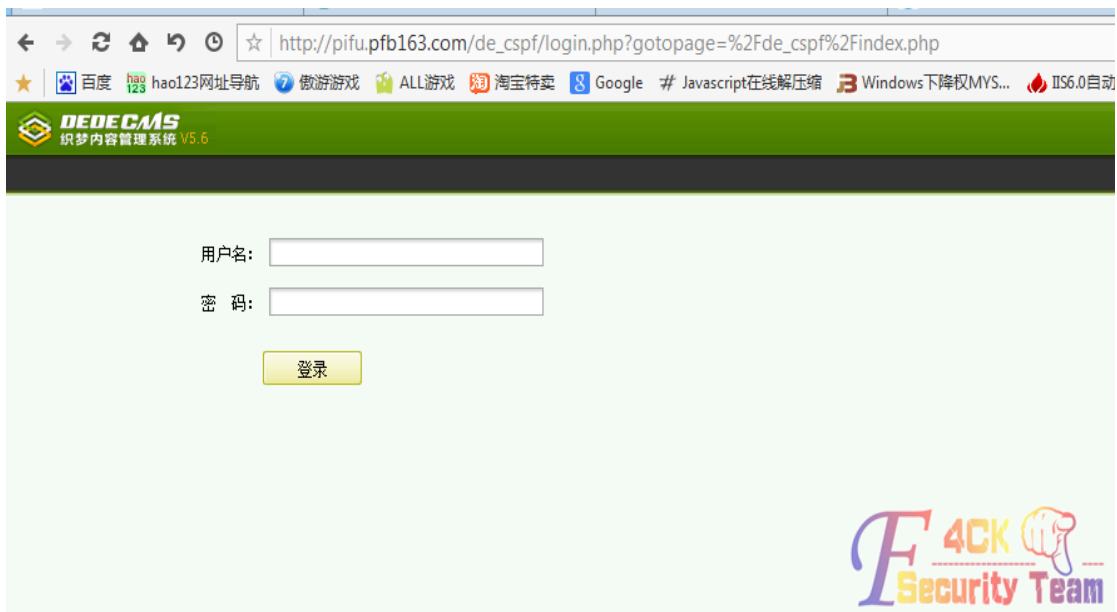 http://pifu.pfb163.com/de_cspf/login.php?gotopage=%2Fde_cspf%2Findex.php
百度 hao123 hao123网址导航 傲游游戏 ALL游戏 淘 淘宝特卖 8 Google # Javascript在线解压缩 Windows下降权MYS... IIS6.0自动
DEDECMS
织梦内容管理系统 V5.6
用户名:
密 码:
登录
F4CK
Security Team